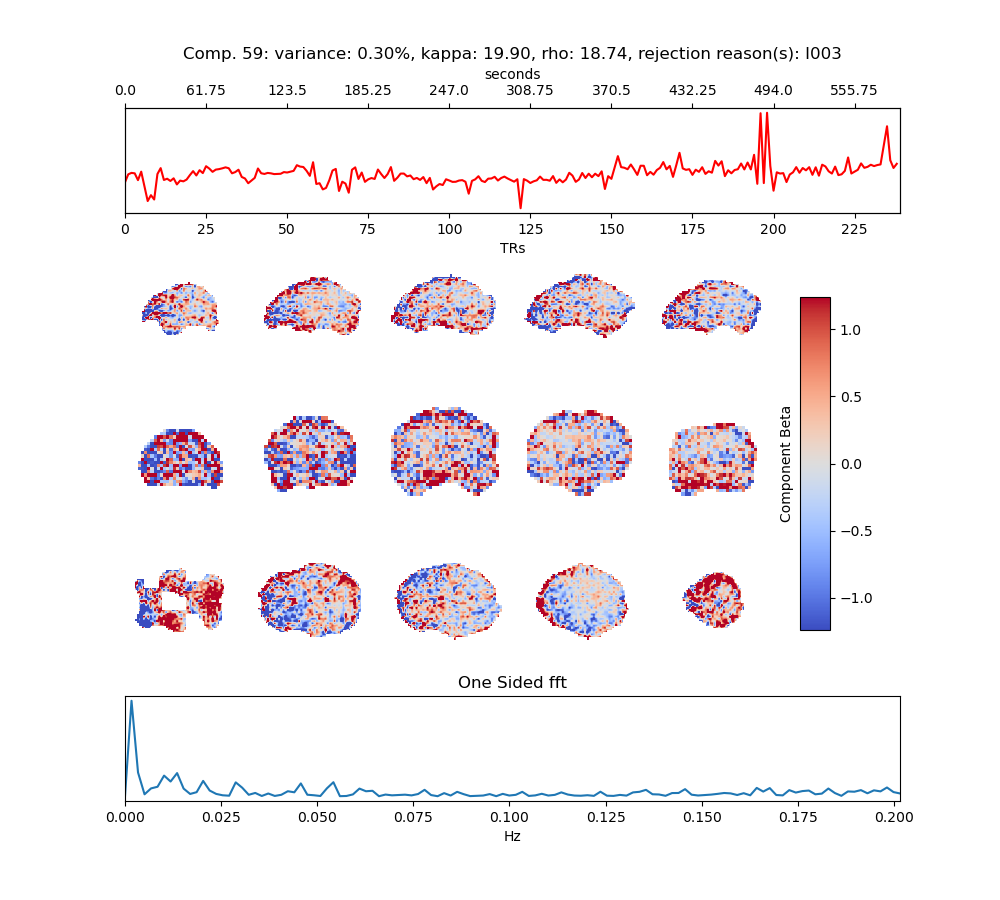 Comp. 59: variance: 0.30%, kappa: 19.90, rho: 18.74, rejection reason(s): I003
seconds
0.0 61.75 123.5 185.25 247.0 308.75 370.5 432.25 494.0 555.75
0 25 50 75 100 125 150 175 200 225
TRs
1.0
0.5
0.0
−0.5
−1.0
Component Beta
One Sided fft
0.000 0.025 0.050 0.075 0.100 0.125 0.150 0.175 0.200
Hz